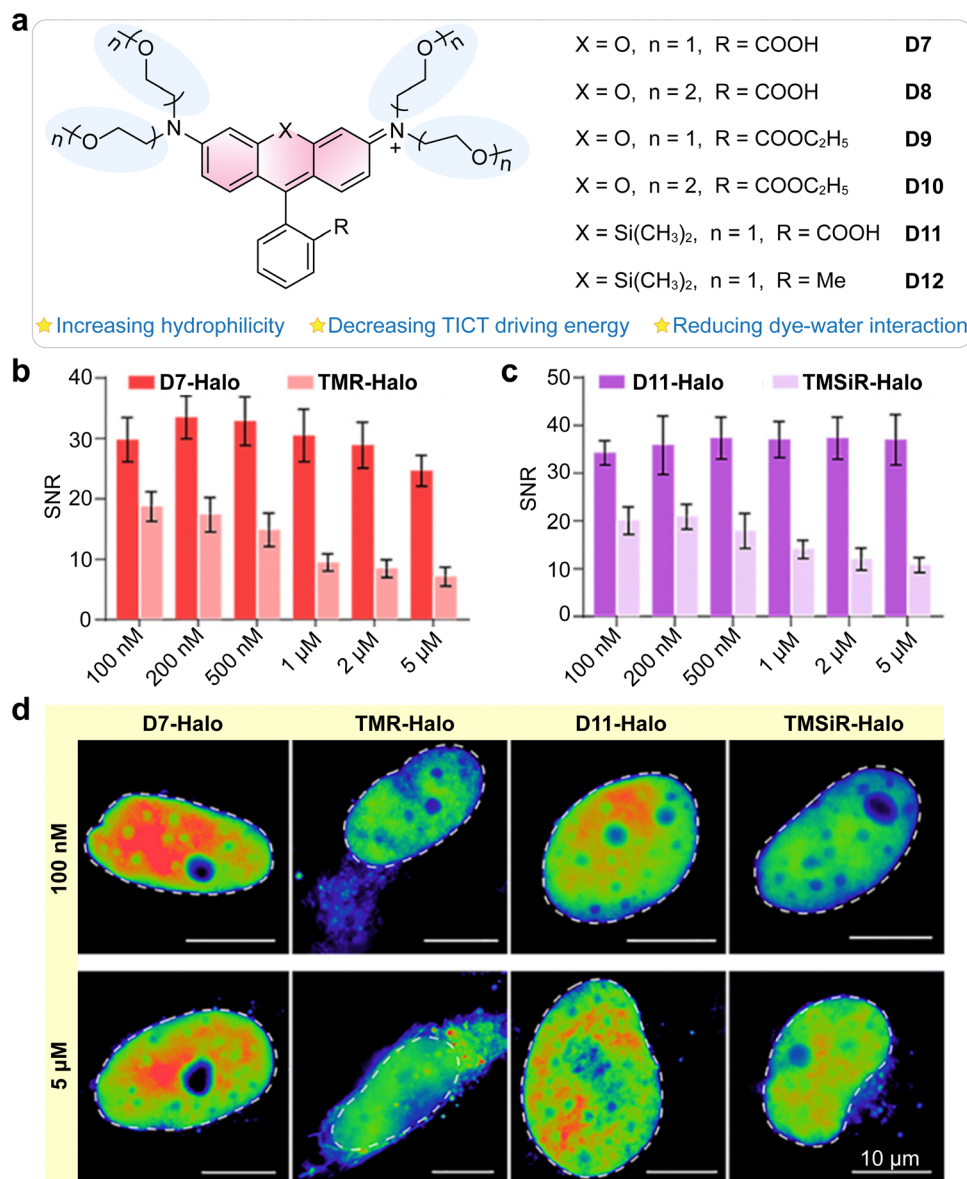 a
n O O n
n O N X N O n
+
R
X = O, n = 1, R = COOH D7
X = O, n = 2, R = COOH D8
X = O, n = 1, R = COOC₂H₅ D9
X = O, n = 2, R = COOC₂H₅ D10
X = Si(CH₃)₂, n = 1, R = COOH D11
X = Si(CH₃)₂, n = 1, R = Me D12
Increasing hydrophilicity Decreasing TICT driving energy Reducing dye-water interaction
b
D7-Halo TMR-Halo
SNR
40
30
20
10
0
100 nM 200 nM 500 nM 1 µM 2 µM 5 µM
c
D11-Halo TMSiR-Halo
SNR
50
40
30
20
10
0
100 nM 200 nM 500 nM 1 µM 2 µM 5 µM
d
D7-Halo TMR-Halo D11-Halo TMSiR-Halo
100 nM
5 µM
10 µm